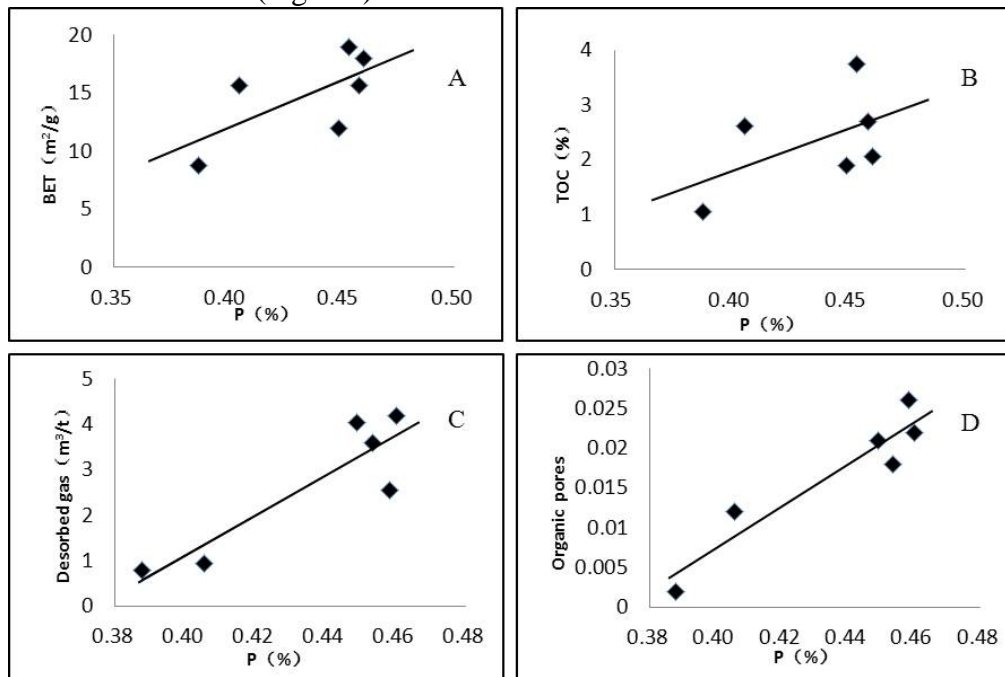 20
15
10
5
0
BET（m²/g）
A
0.35 0.40 0.45 0.50
P（%）
4
3
2
1
0
TOC（%）
B
0.35 0.40 0.45 0.50
P（%）
5
4
3
2
1
0
Desorbed gas（m³/t）
C
0.38 0.40 0.42 0.44 0.46 0.48
P（%）
0.03
0.025
0.02
0.015
0.01
0.005
0
Organic pores
D
0.38 0.40 0.42 0.44 0.46 0.48
P（%）